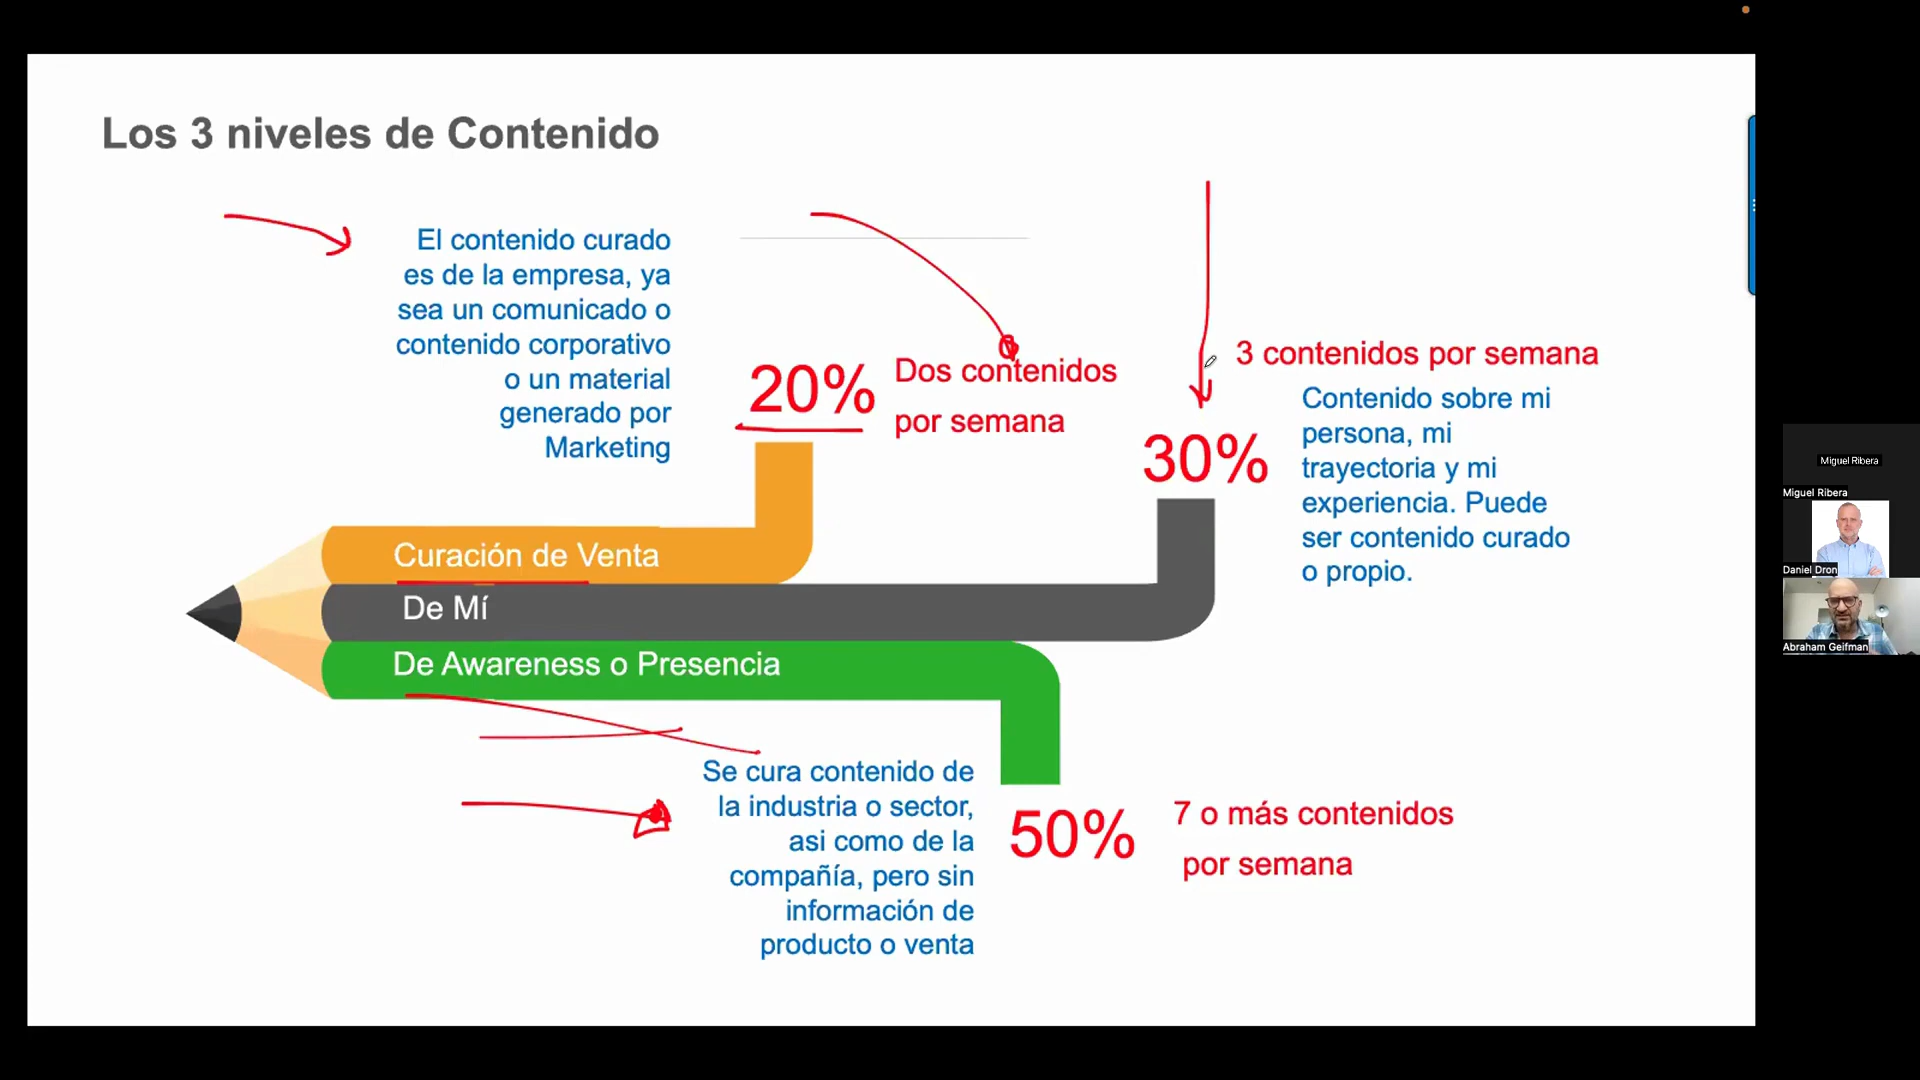 Los 3 niveles de Contenido
El contenido curado
es de la empresa, ya
sea un comunicado o
contenido corporativo
o un material
generado por
Marketing
20%
Dos contenidos
por semana
3 contenidos por semana
30%
Contenido sobre mi
persona, mi
trayectoria y mi
experiencia. Puede
ser contenido curado
o propio.
Curación de Venta
De Mí
De Awareness o Presencia
Se cura contenido de
la industria o sector,
asi como de la
compañía, pero sin
información de
producto o venta
50%
7 o más contenidos
por semana
Miguel Ribera
Miguel Ribera
Daniel Dron
Abraham Geifman